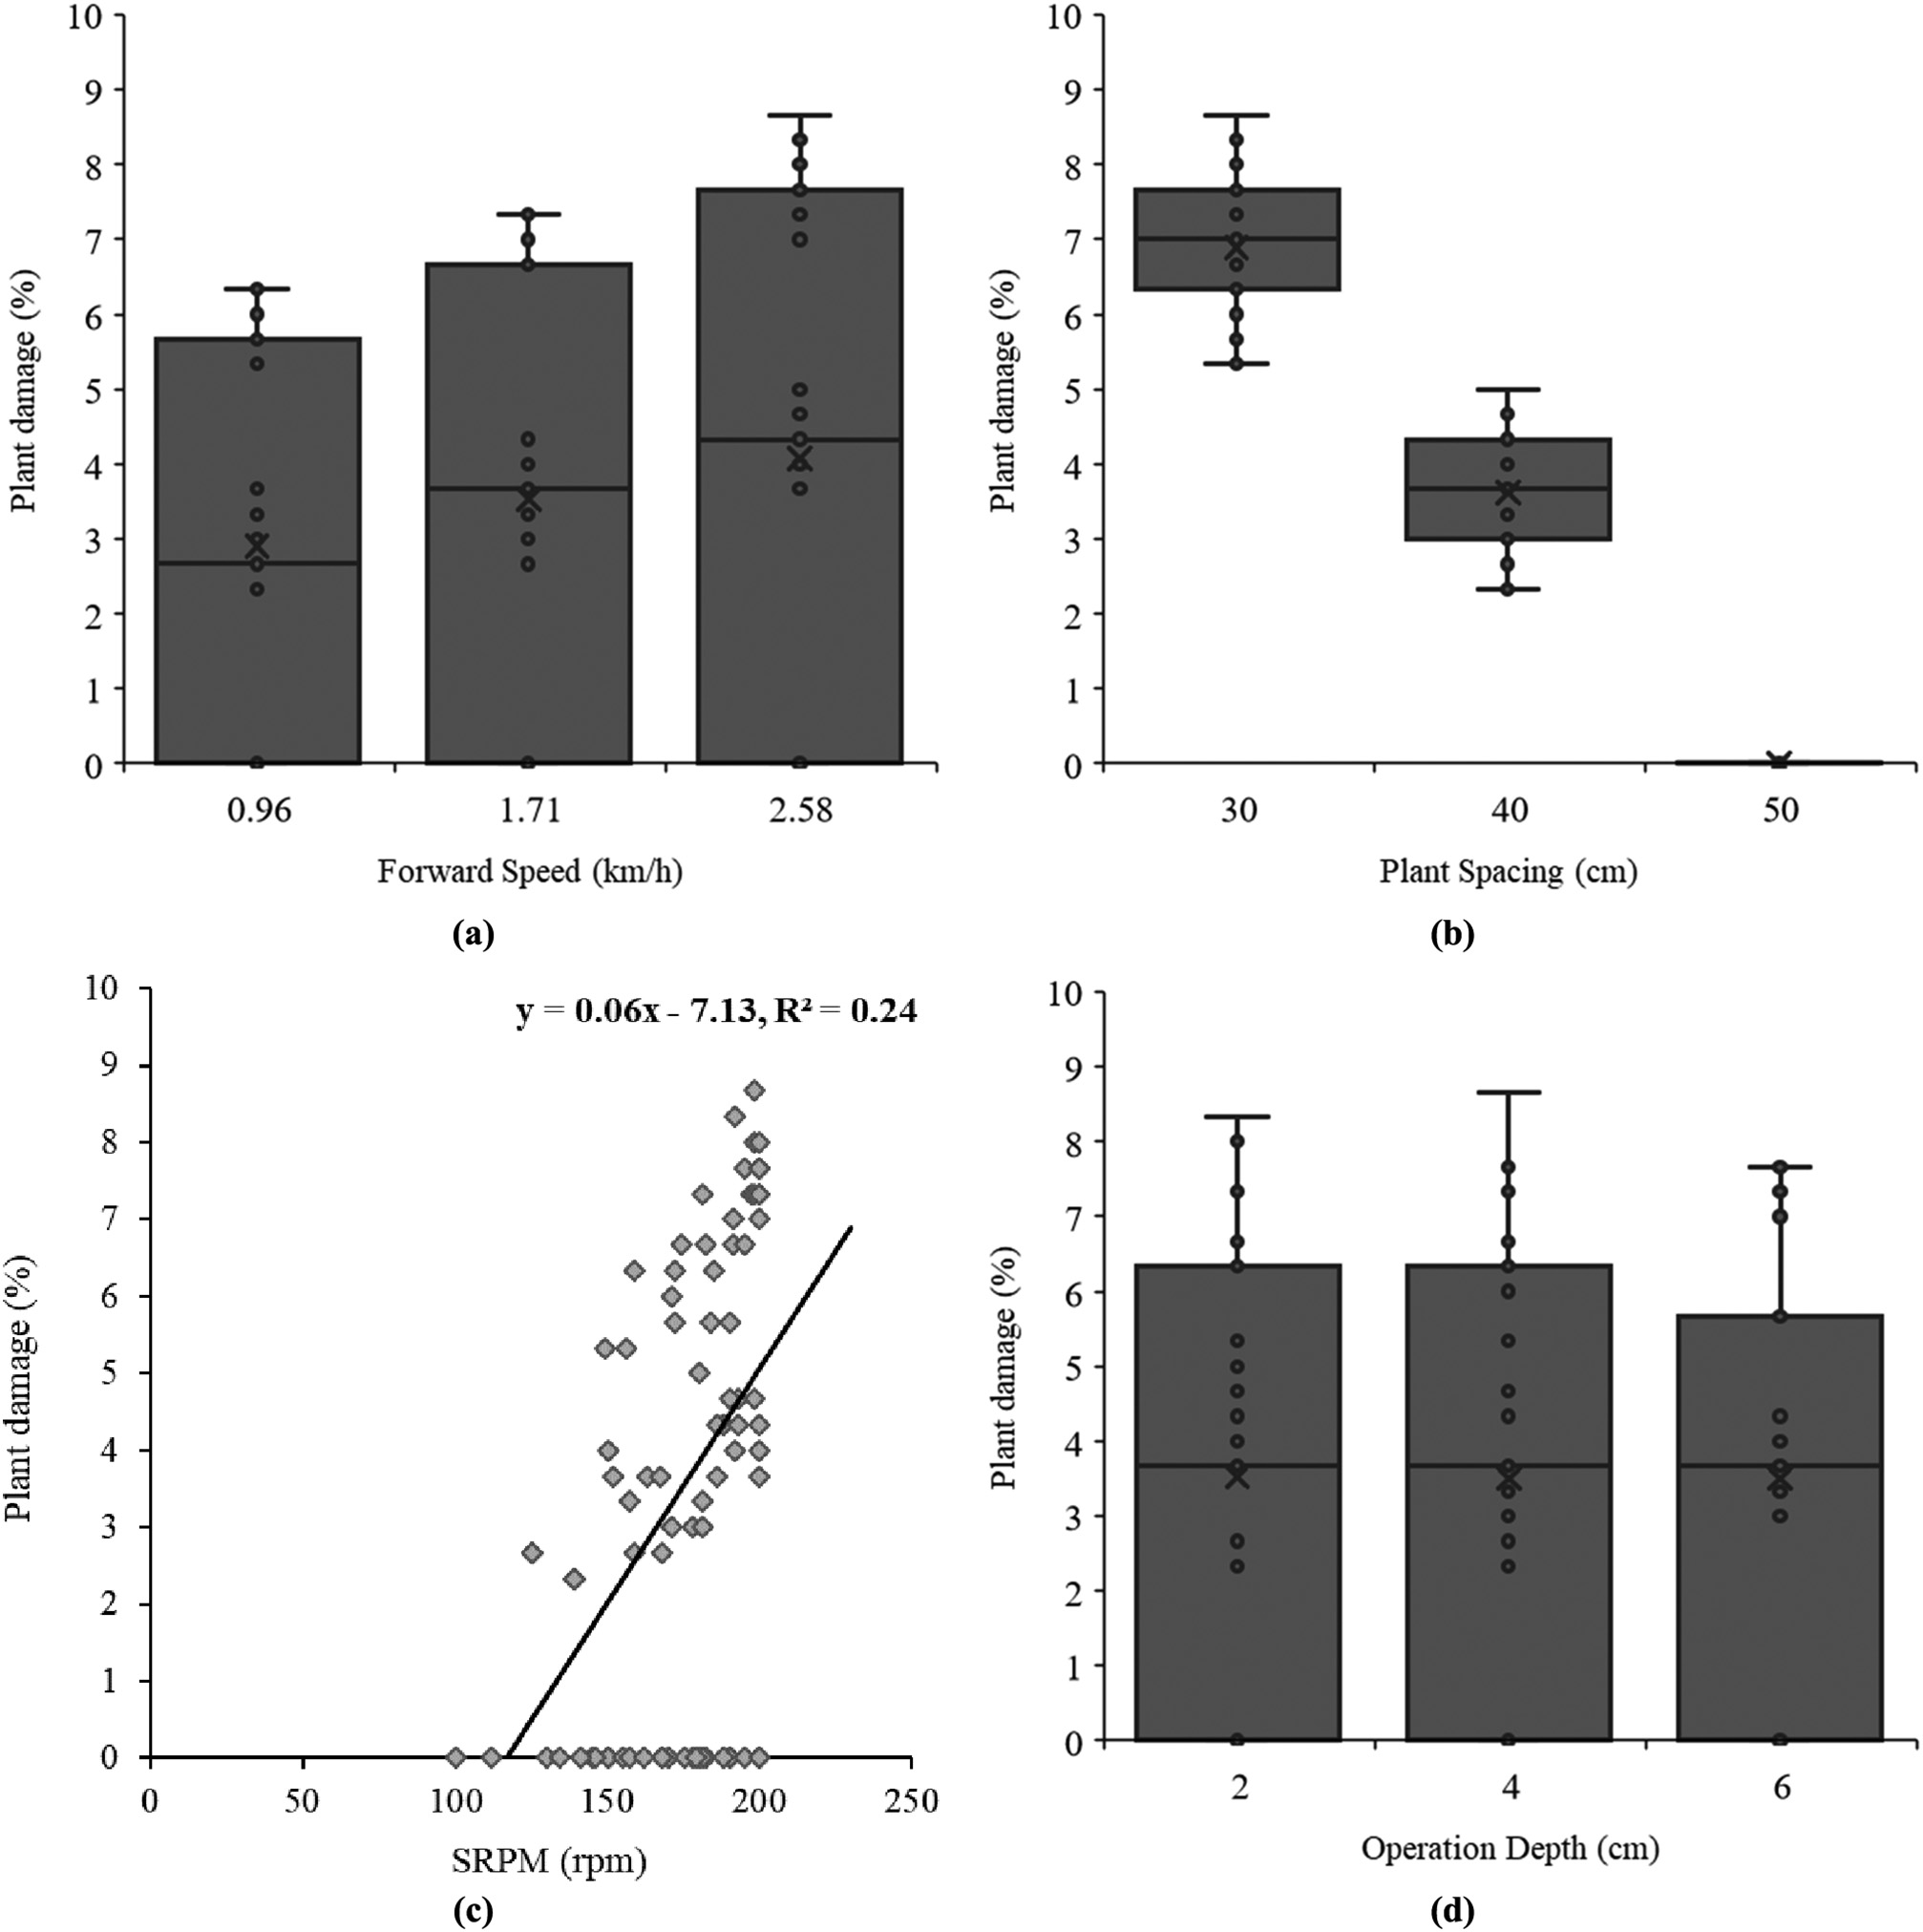 10
9
8
7
6
5
4
3
2
1
0
Plant damage (%)
0.96 1.71 2.58
Forward Speed (km/h)
(a)
10
9
8
7
6
5
4
3
2
1
0
Plant damage (%)
30 40 50
Plant Spacing (cm)
(b)
y = 0.06x - 7.13, R² = 0.24
10
9
8
7
6
5
4
3
2
1
0
Plant damage (%)
0 50 100 150 200 250
SRPM (rpm)
(c)
10
9
8
7
6
5
4
3
2
1
0
Plant damage (%)
2 4 6
Operation Depth (cm)
(d)